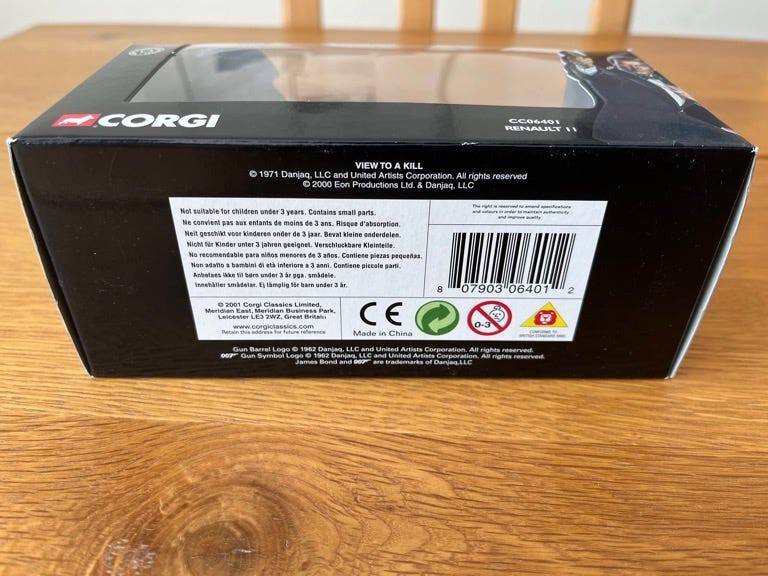 CORGI
CC06401
RENAULT 11
VIEW TO A KILL
© 1971 Danjaq, LLC and United Artists Corporation. All rights reserved
© 2000 Eon Productions Ltd. & Danjaq, LLC
Not suitable for children under 3 years. Contains small parts.
Ne convient pas aux enfants de moins de 3 ans. Risque d'absorption.
Neit geschikt voor kinderen onder de 3 jaar. Bevat kleine onderdelen.
Nicht für Kinder unter 3 jahren geeignet. Verschluckbare Kleinteile.
No recomendable para niños menores de 3 años. Contiene piezas pequeñas.
Non adatto a bambini di età inferiore a 3 anni. Contiene piccole parti.
Anbefaes ikke til børn under 3 år pga. smådele.
Innehåller smådelar. Ej lämplig för barn under 3 år.
The right is reserved to amend specifications
and colours in order to maintain authenticity
and improve quality
8 07903 06401 2
© 2001 Corgi Classics Limited,
Meridian East, Meridian Business Park,
Leicester LE3 2WZ, Great Britain
www.corgiclassics.com
Retain this address for future reference
CE
Made in China
0-3
CONFORMS TO
BRITISH STANDARD 5665
Gun Barrel Logo © 1962 Danjaq, LLC and United Artists Corporation. All rights reserved.
007 Gun Symbol Logo © 1962 Danjaq, LLC and United Artists Corporation. All rights reserved.
James Bond and 007 are trademarks of Danjaq,LLC